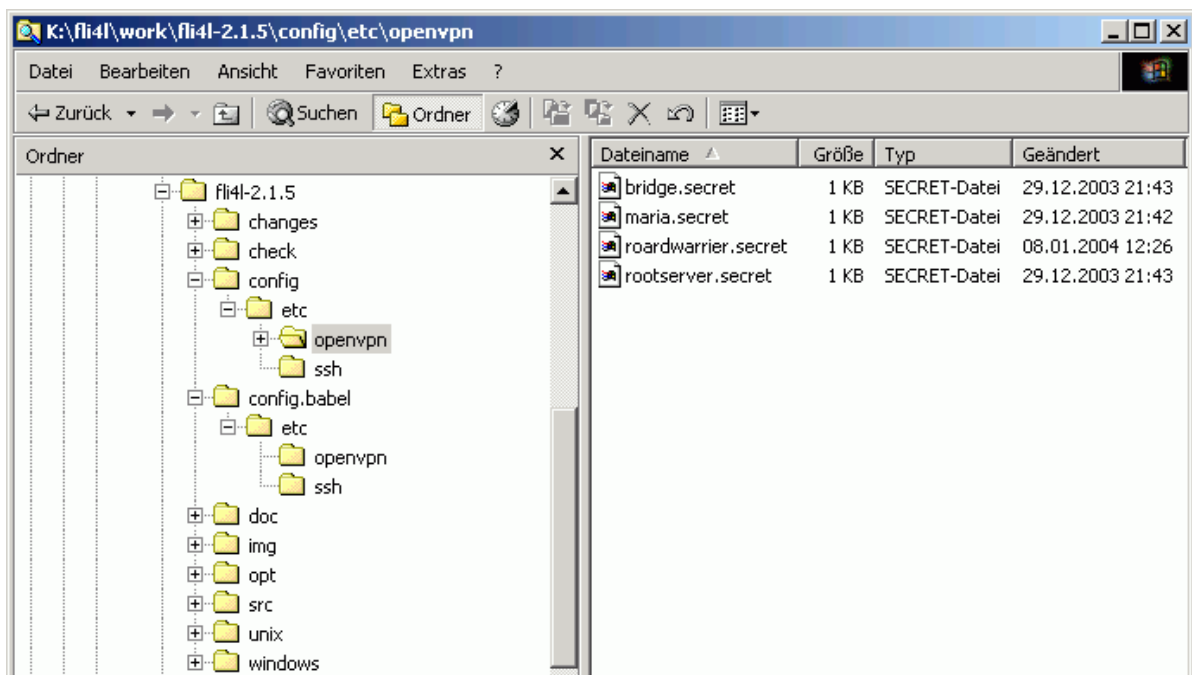 K:\fli4l\work\fli4l-2.1.5\config\etc\openvpn
Datei Bearbeiten Ansicht Favoriten Extras ?
Zurück Suchen Ordner
Ordner
fli4l-2.1.5
changes
check
config
etc
openvpn
ssh
config.babel
etc
openvpn
ssh
doc
img
opt
src
unix
windows
Dateiname Größe Typ Geändert
bridge.secret 1 KB SECRET-Datei 29.12.2003 21:43
maria.secret 1 KB SECRET-Datei 29.12.2003 21:42
roardwarrier.secret 1 KB SECRET-Datei 08.01.2004 12:26
rootserver.secret 1 KB SECRET-Datei 29.12.2003 21:43